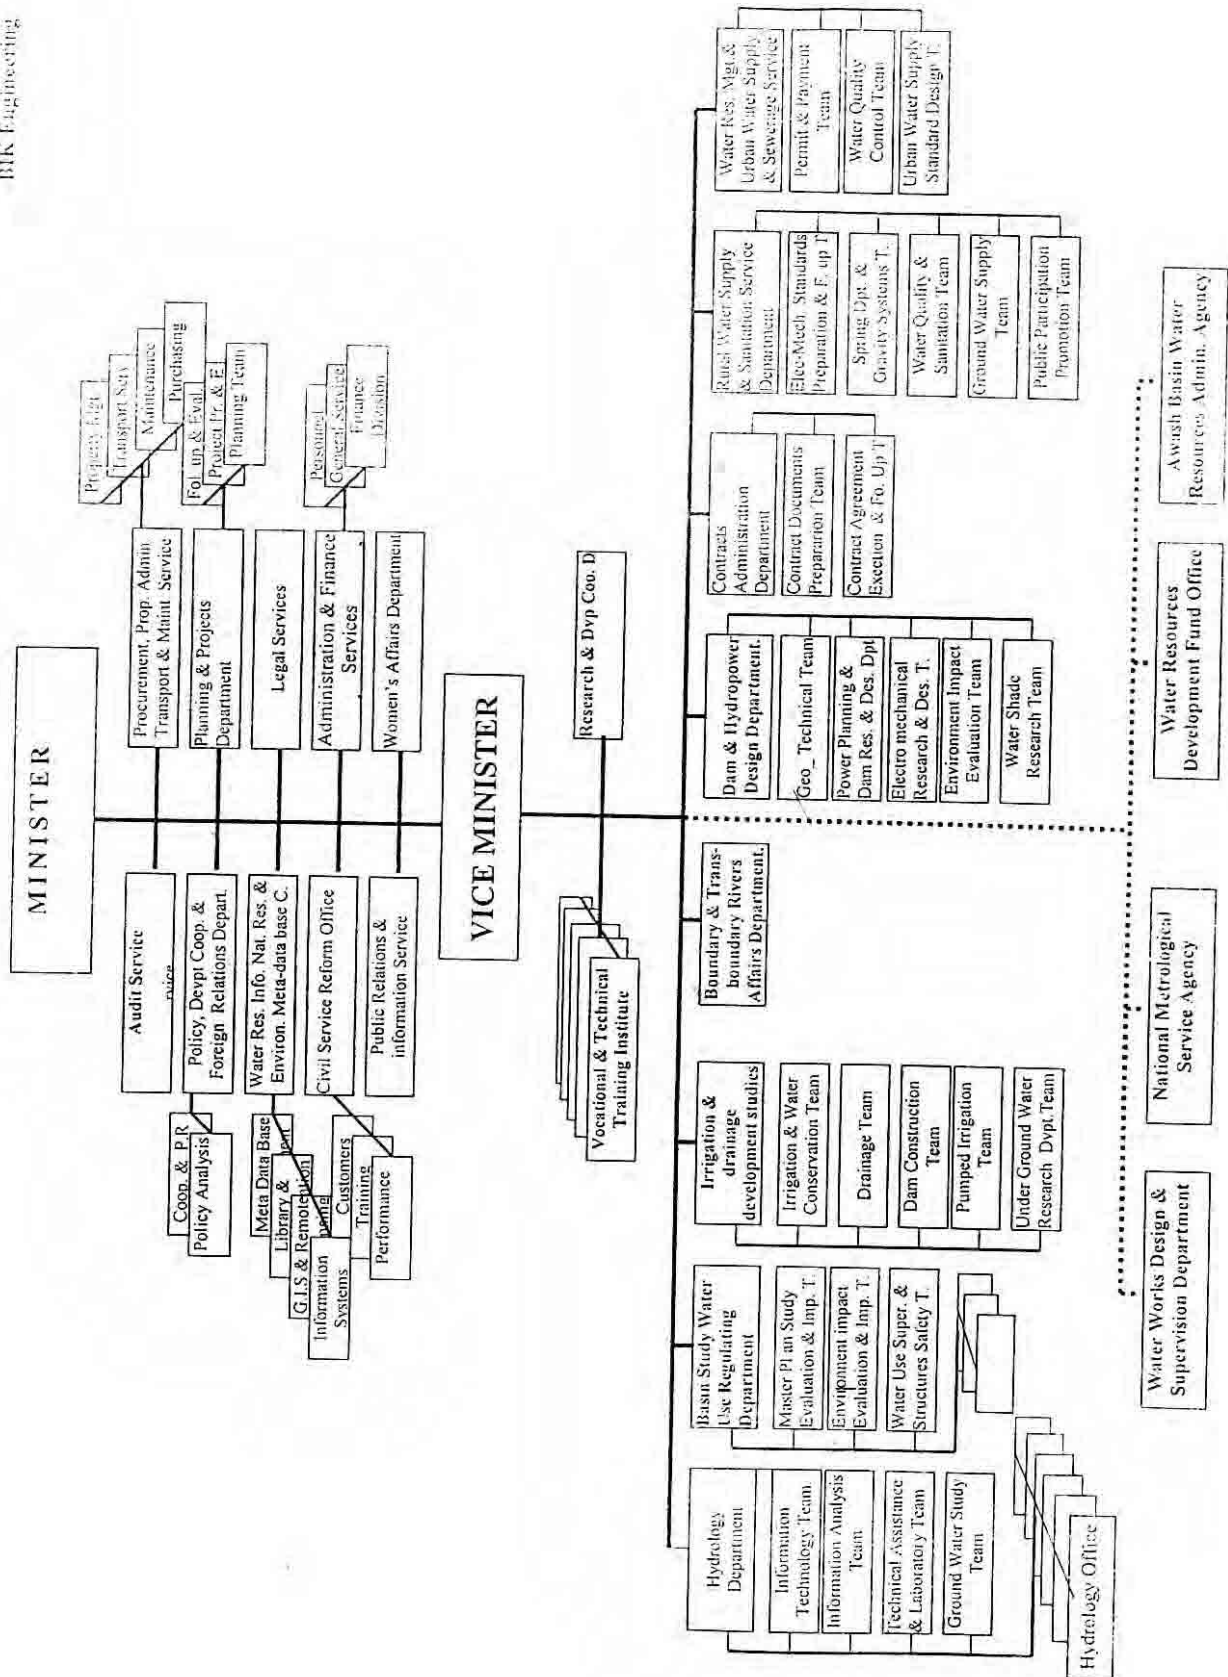 BIK Engineering
MINISTER
Audit Service
rvice
Policy, Devpt Coop. &
Foreign Relations Depart.
Coop. & P.R
Policy Analysis
Water Res. Info. Nat. Res. &
Environ. Meta-data base C.
Meta Data Base
Library &
G.I.S & Remote
Information
Systems
Civil Service Reform Office
Customers
Training
Performance
Public Relations &
information Service
Procurement, Prop. Admin
Transport & Maint. Service
Property Mgt
Transport Serv
Maintenance
Purchasing
Planning & Projects
Department
Fol. up & Eval.
Project Pr. & E
Planning Team
Legal Services
Administration & Finance
Services
Personnel
General Service
Finance
Division
Women's Affairs Department
VICE MINISTER
Vocational & Technical
Training Institute
Research & Dvp Coo. D
Hydrology
Department
Information
Technology Team.
Information Analysis
Team
Technical Assistance
& Laboratory Team
Ground Water Study
Team
Hydrology Office
Basin Study Water
Use Regulating
Department
Master Pl an Study
Evaluation & Imp. T.
Environment impact
Evaluation & Imp. T.
Water Use Super. &
Structures Safety T.
Irrigation &
drainage
development studies
Irrigation & Water
Conservation Team
Drainage Team
Dam Construction
Team
Pumped Irrigation
Team
Under Ground Water
Research Dvpt.Team
Boundary & Trans-
boundary Rivers
Affairs Department.
Dam & Hydropower
Design Department.
Geo_ Technical Team
Power Planning &
Dam Res. & Des. Dpt
Electro mechanical
Research & Des. T.
Environment Impact
Evaluation Team
Water Shade
Research Team
Contracts
Administration
Department
Contract Documents
Prepararion Team
Contract Agreement
Exection & Fo. Up T
Rural Water Supply
& Sanitation Service
Department
Elec-Mech. Standards
Preparation & F. up T
Spring Dpt. &
Gravity Systems T.
Water Quality &
Sanitation Team
Ground Water Supply
Team
Public Participation
Promotion Team
Water Res. Mgt.&
Urban Water Supply
& Sewerage Service
Permit & Payment
Team
Water Quality
Control Team
Urban Water Supply
Standard Design T.
Water Works Design &
Supervision Department
National Metrological
Service Agency
Water Resources
Development Fund Office
Awash Basin Water
Resources Admin. Agency